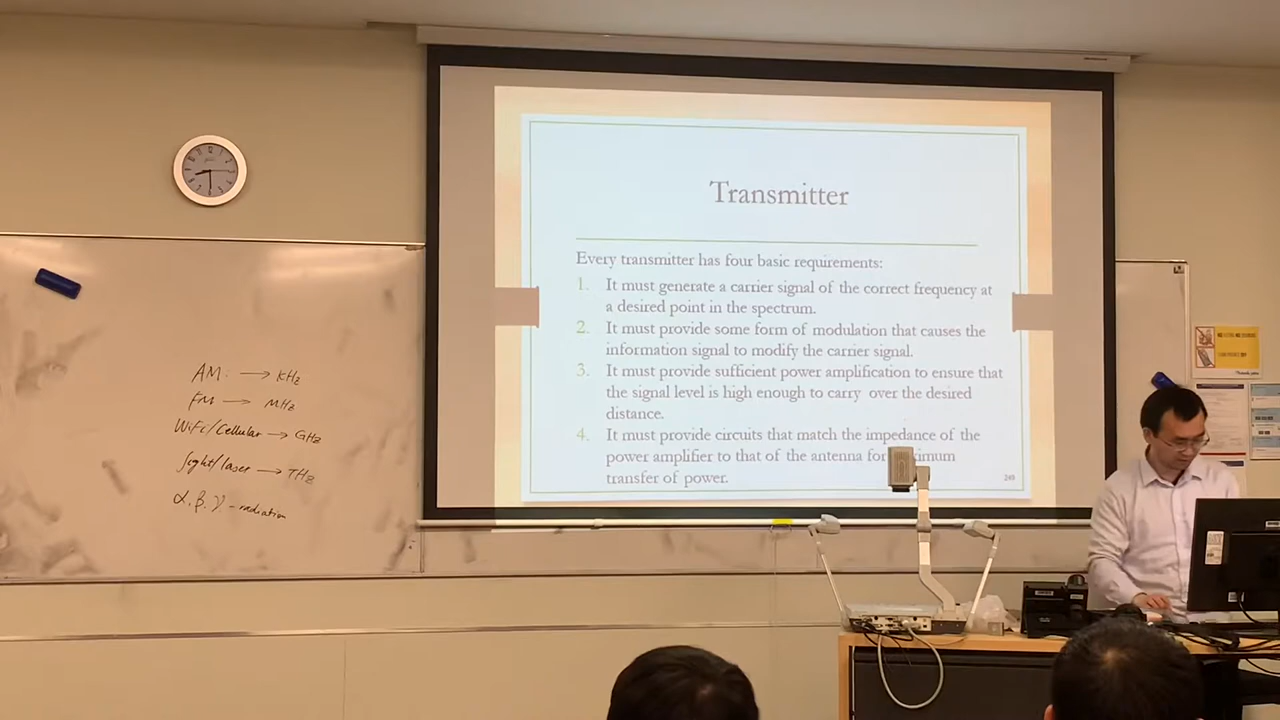 Transmitter
Every transmitter has four basic requirements:
1. It must generate a carrier signal of the correct frequency at
a desired point in the spectrum.
2. It must provide some form of modulation that causes the
information signal to modify the carrier signal.
3. It must provide sufficient power amplification to ensure that
the signal level is high enough to carry over the desired
distance.
4. It must provide circuits that match the impedance of the
power amplifier to that of the antenna for
transfer of power.
249
AM. → KHz
FM → MHz
WiFi/Cellular → GHz
light/laser → THz
α, β, γ - radiation